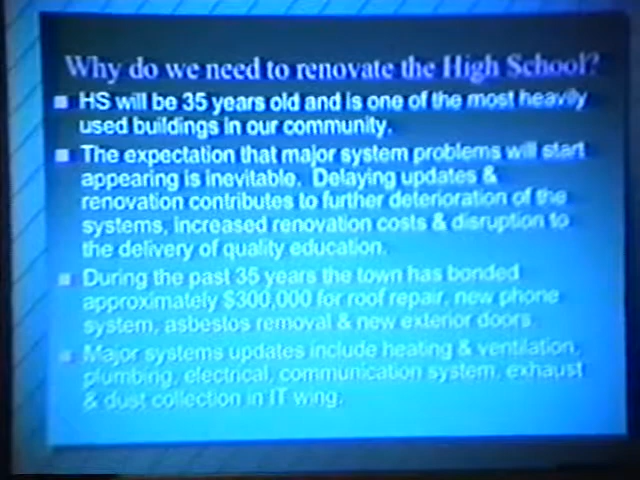 Why do we need to renovate the High School?
HS will be 35 years old and is one of the most heavily
used buildings in our community.
The expectation that major system problems will start
appearing is inevitable. Delaying updates &
renovation contributes to further deterioration of the
systems, increased renovation costs & disruption to
the delivery of quality education.
During the past 35 years the town has bonded
approximately $300,000 for roof repair, new phone
system, asbestos removal & new exterior doors.
Major systems updates include heating & ventilation,
plumbing, electrical, communication system, exhaust
& dust collection in IT wing.